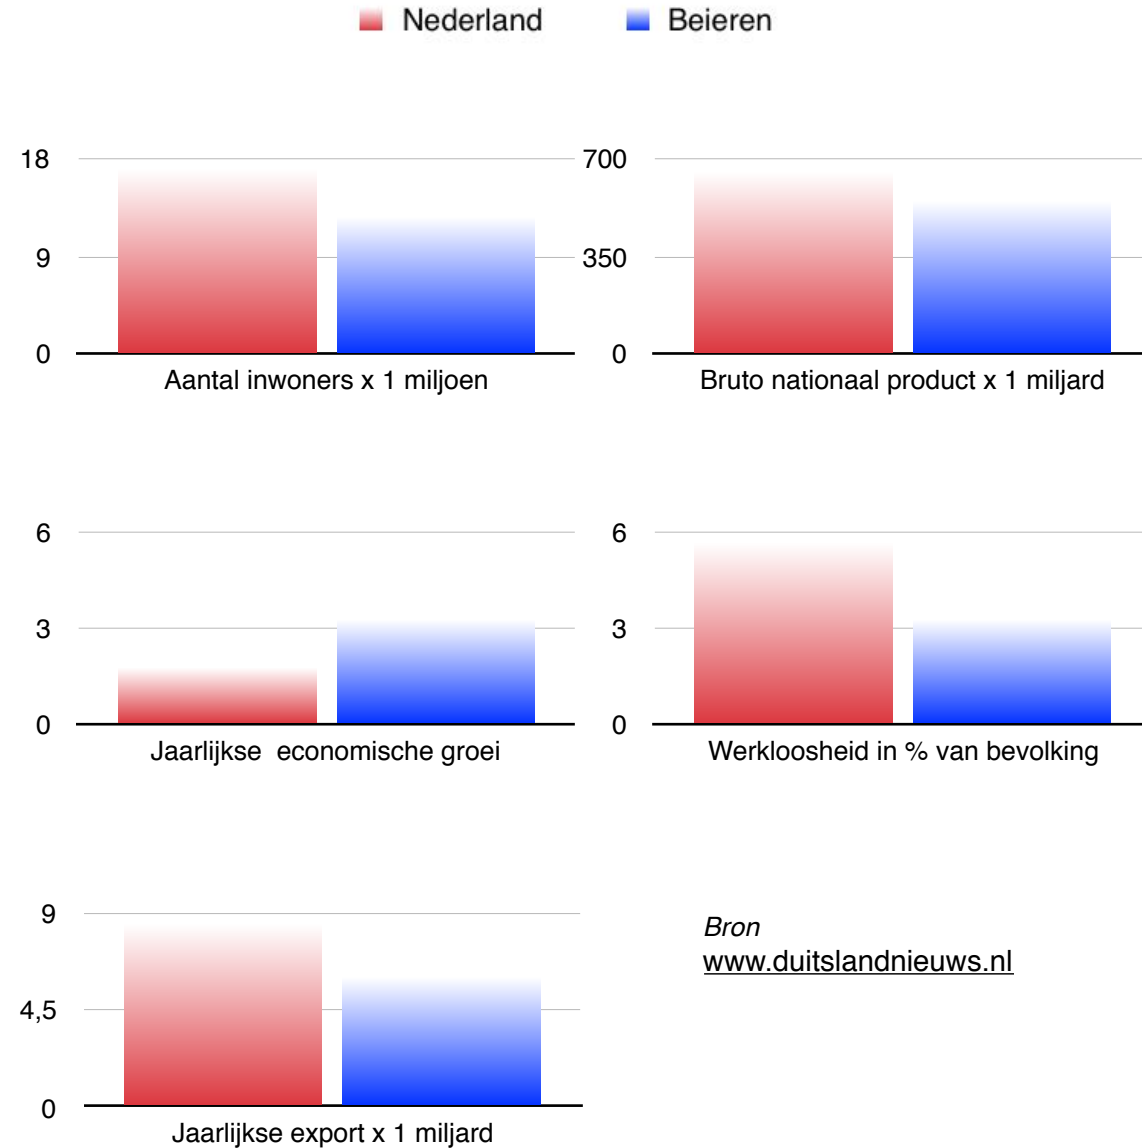 Nederland Beieren
18
9
0
Aantal inwoners x 1 miljoen
700
350
0
Bruto nationaal product x 1 miljard
6
3
0
Jaarlijkse  economische groei
6
3
0
Werkloosheid in % van bevolking
9
4,5
0
Jaarlijkse export x 1 miljard
Bron
www.duitslandnieuws.nl